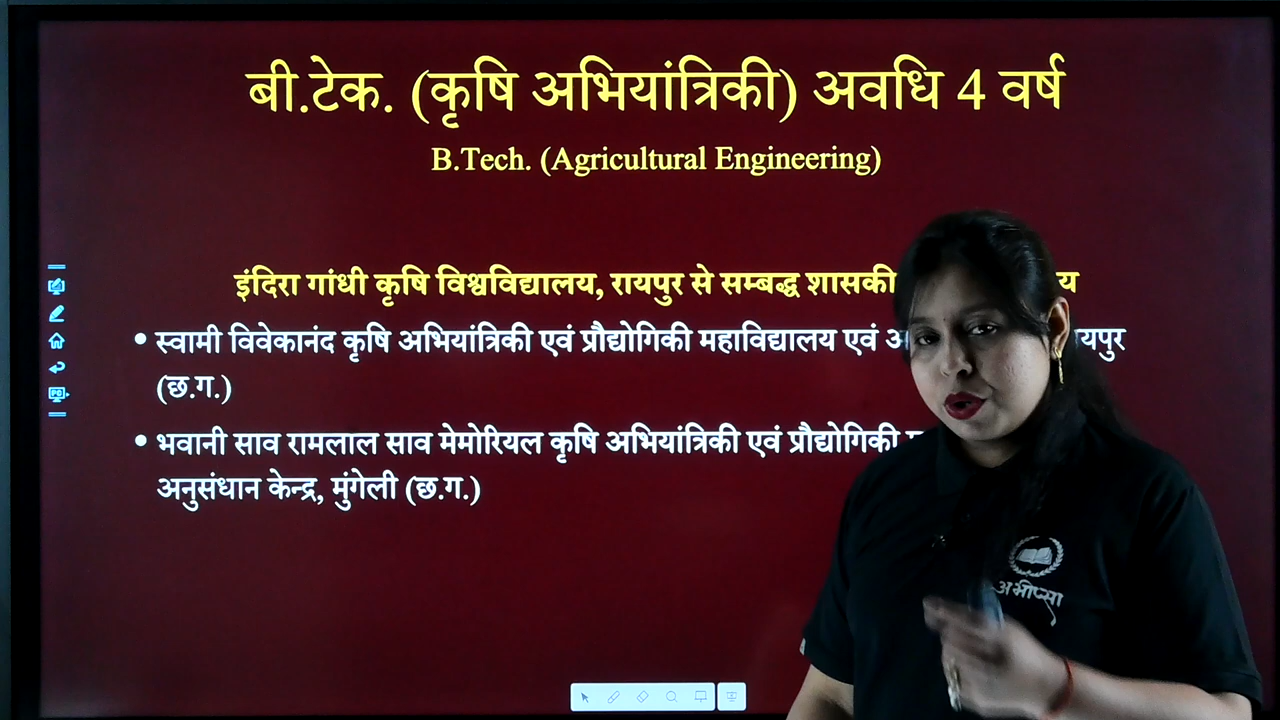 बी.टेक. (कृषि अभियांत्रिकी) अवधि 4 वर्ष
B.Tech. (Agricultural Engineering)
इंदिरा गांधी कृषि विश्वविद्यालय, रायपुर से सम्बद्ध
• स्वामी विवेकानंद कृषि अभियांत्रिकी एवं प्रौद्योगिकी महाविद्यालय एवं
(छ.ग.)
• भवानी साव रामलाल साव मेमोरियल कृषि अभियांत्रिकी एवं प्रौद्योगिकी
अनुसंधान केन्द्र, मुंगेली (छ.ग.)
अभीप्सा